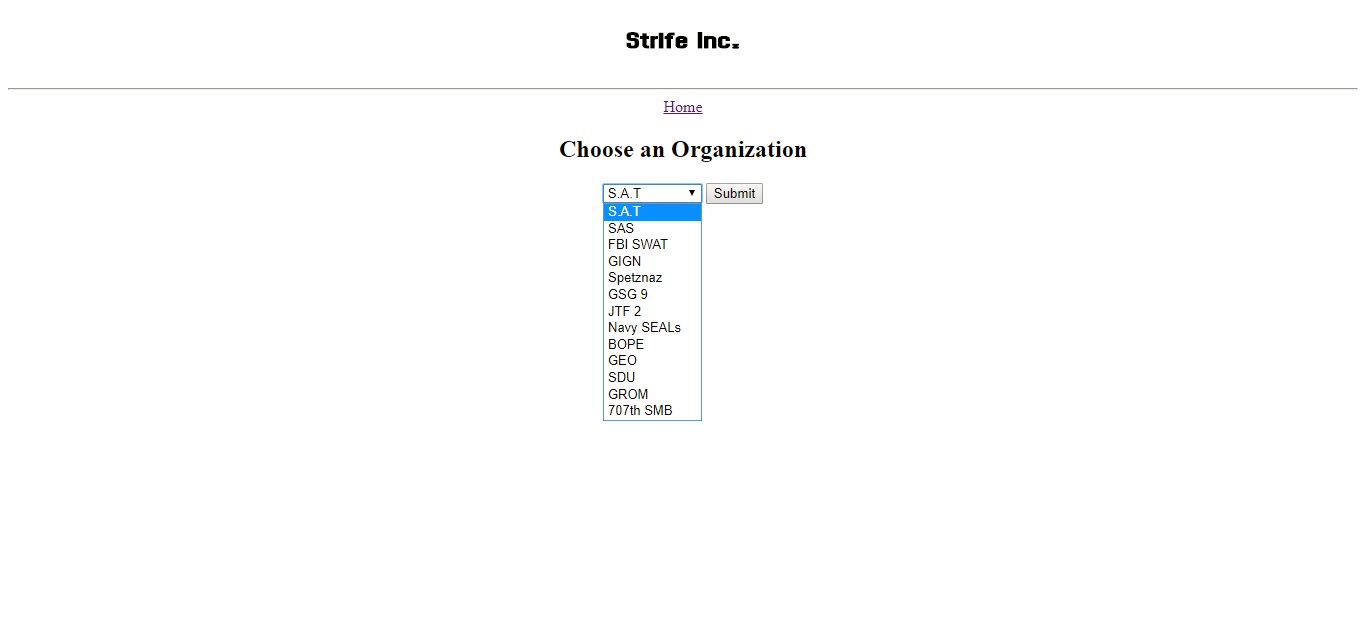 Strife Inc.
Home
Choose an Organization
S.A.T Submit
S.A.T
SAS
FBI SWAT
GIGN
Spetznaz
GSG 9
JTF 2
Navy SEALs
BOPE
GEO
SDU
GROM
707th SMB